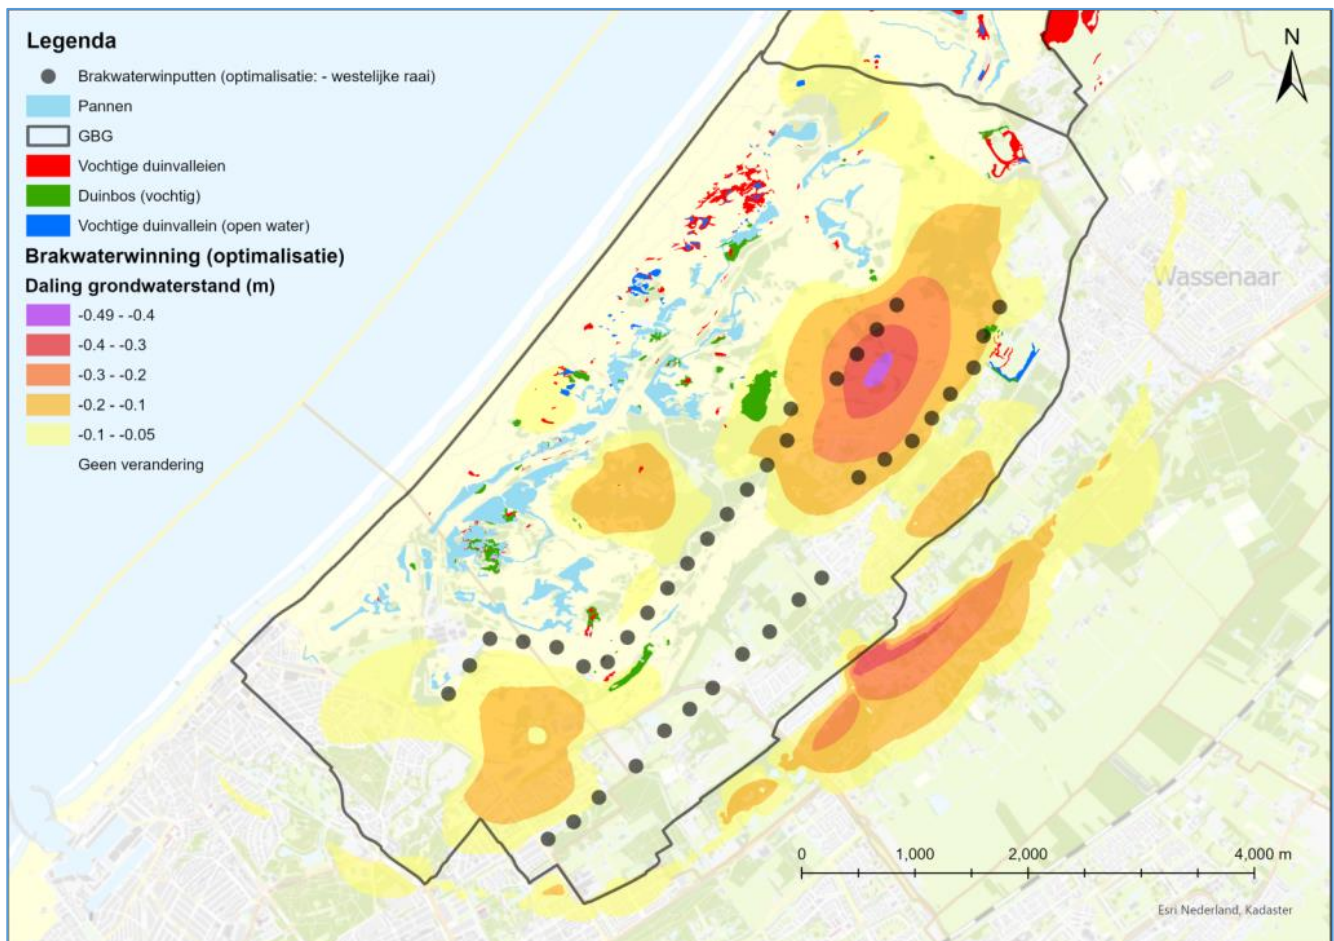 Legenda
Brakwaterwinputten (optimalisatie: - westelijke raai)
Pannen
GBG
Vochtige duinvalleien
Duinbos (vochtig)
Vochtige duinvallein (open water)
Brakwaterwinning (optimalisatie)
Daling grondwaterstand (m)
-0.49 - -0.4
-0.4 - -0.3
-0.3 - -0.2
-0.2 - -0.1
-0.1 - -0.05
Geen verandering
N
Wassenaar
0 1,000 2,000 4,000 m
Esri Nederland, Kadaster